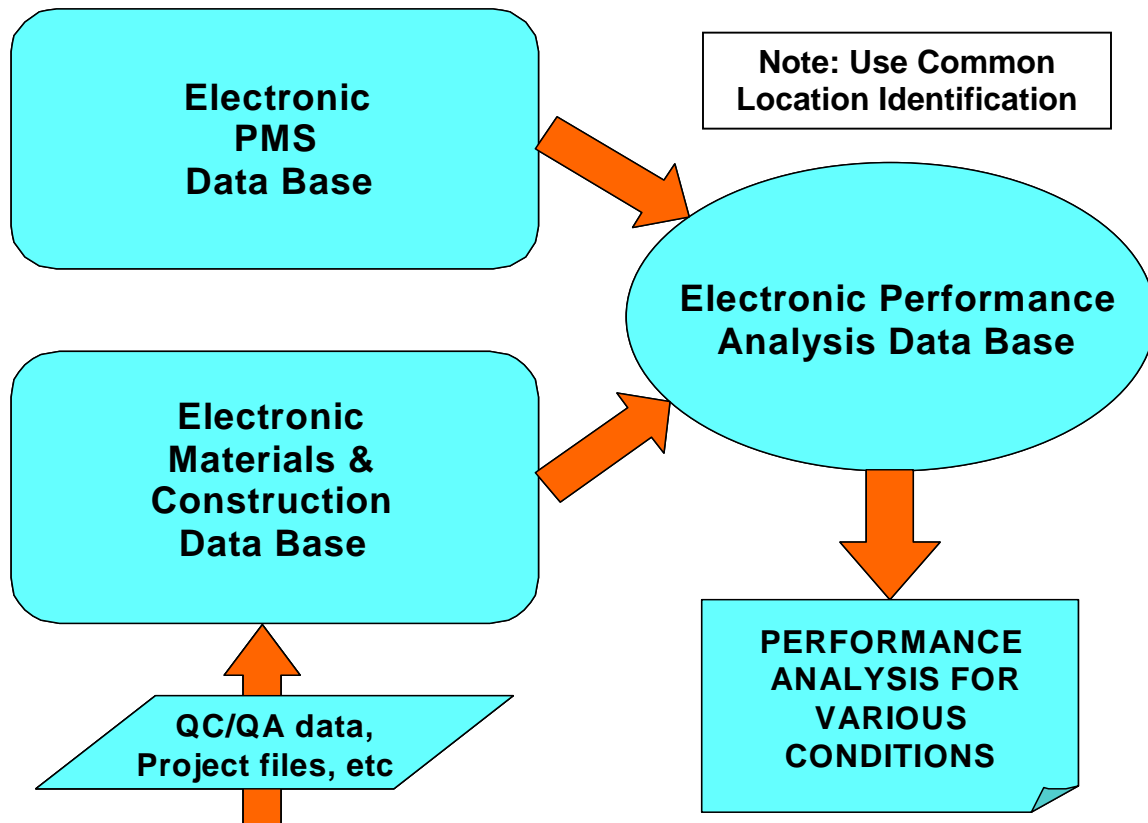 Electronic
PMS
Data Base
Note: Use Common
Location Identification
Electronic Performance
Analysis Data Base
Electronic
Materials &
Construction
Data Base
QC/QA data,
Project files, etc
PERFORMANCE
ANALYSIS FOR
VARIOUS
CONDITIONS